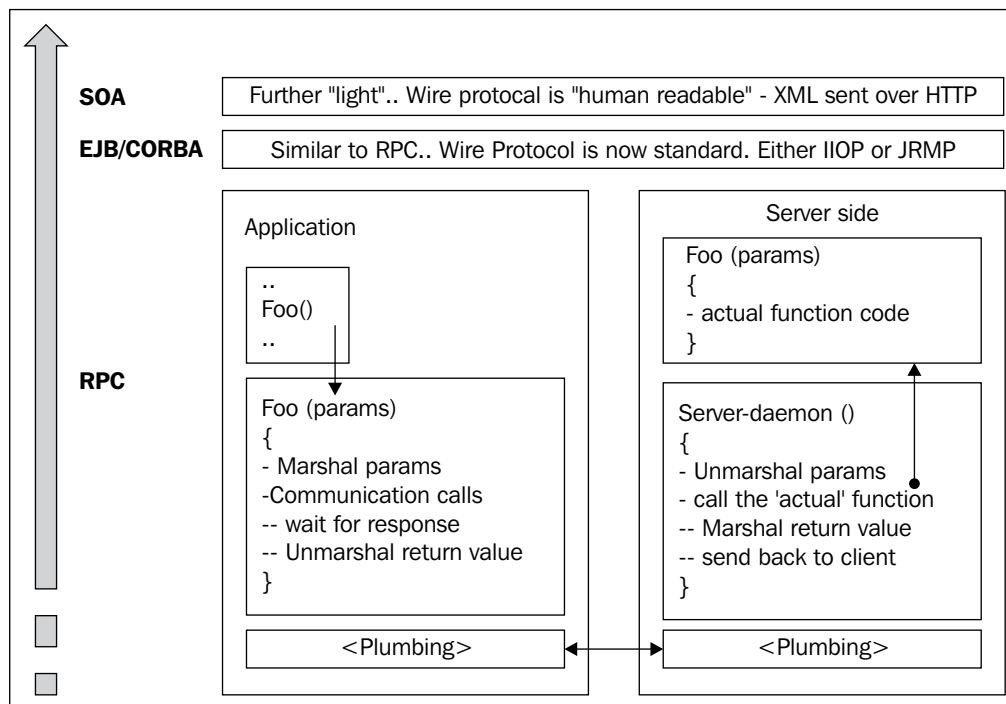 SOA
Further "light".. Wire protocal is "human readable" - XML sent over HTTP
EJB/CORBA
Similar to RPC.. Wire Protocol is now standard. Either IIOP or JRMP
RPC
Application
..
Foo()
..
Foo (params)
{
- Marshal params
-Communication calls
-- wait for response
-- Unmarshal return value
}
<Plumbing>
Server side
Foo (params)
{
- actual function code
}
Server-daemon ()
{
- Unmarshal params
- call the 'actual' function
-- Marshal return value
-- send back to client
}
<Plumbing>